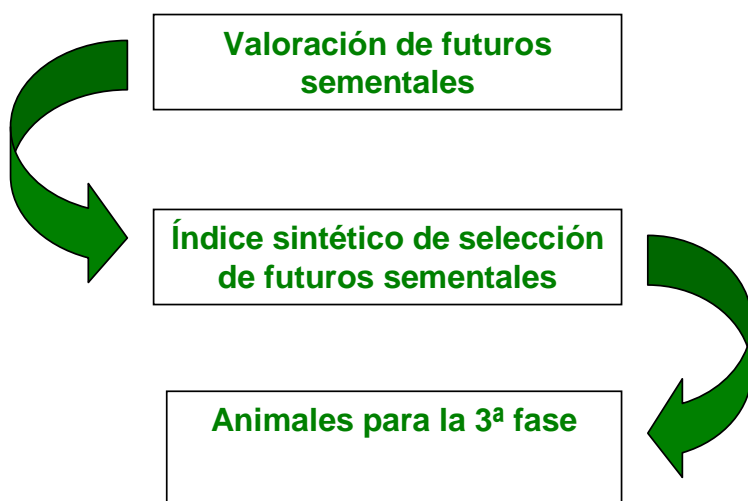 Valoración de futuros
sementales
Índice sintético de selección
de futuros sementales
Animales para la 3ª fase